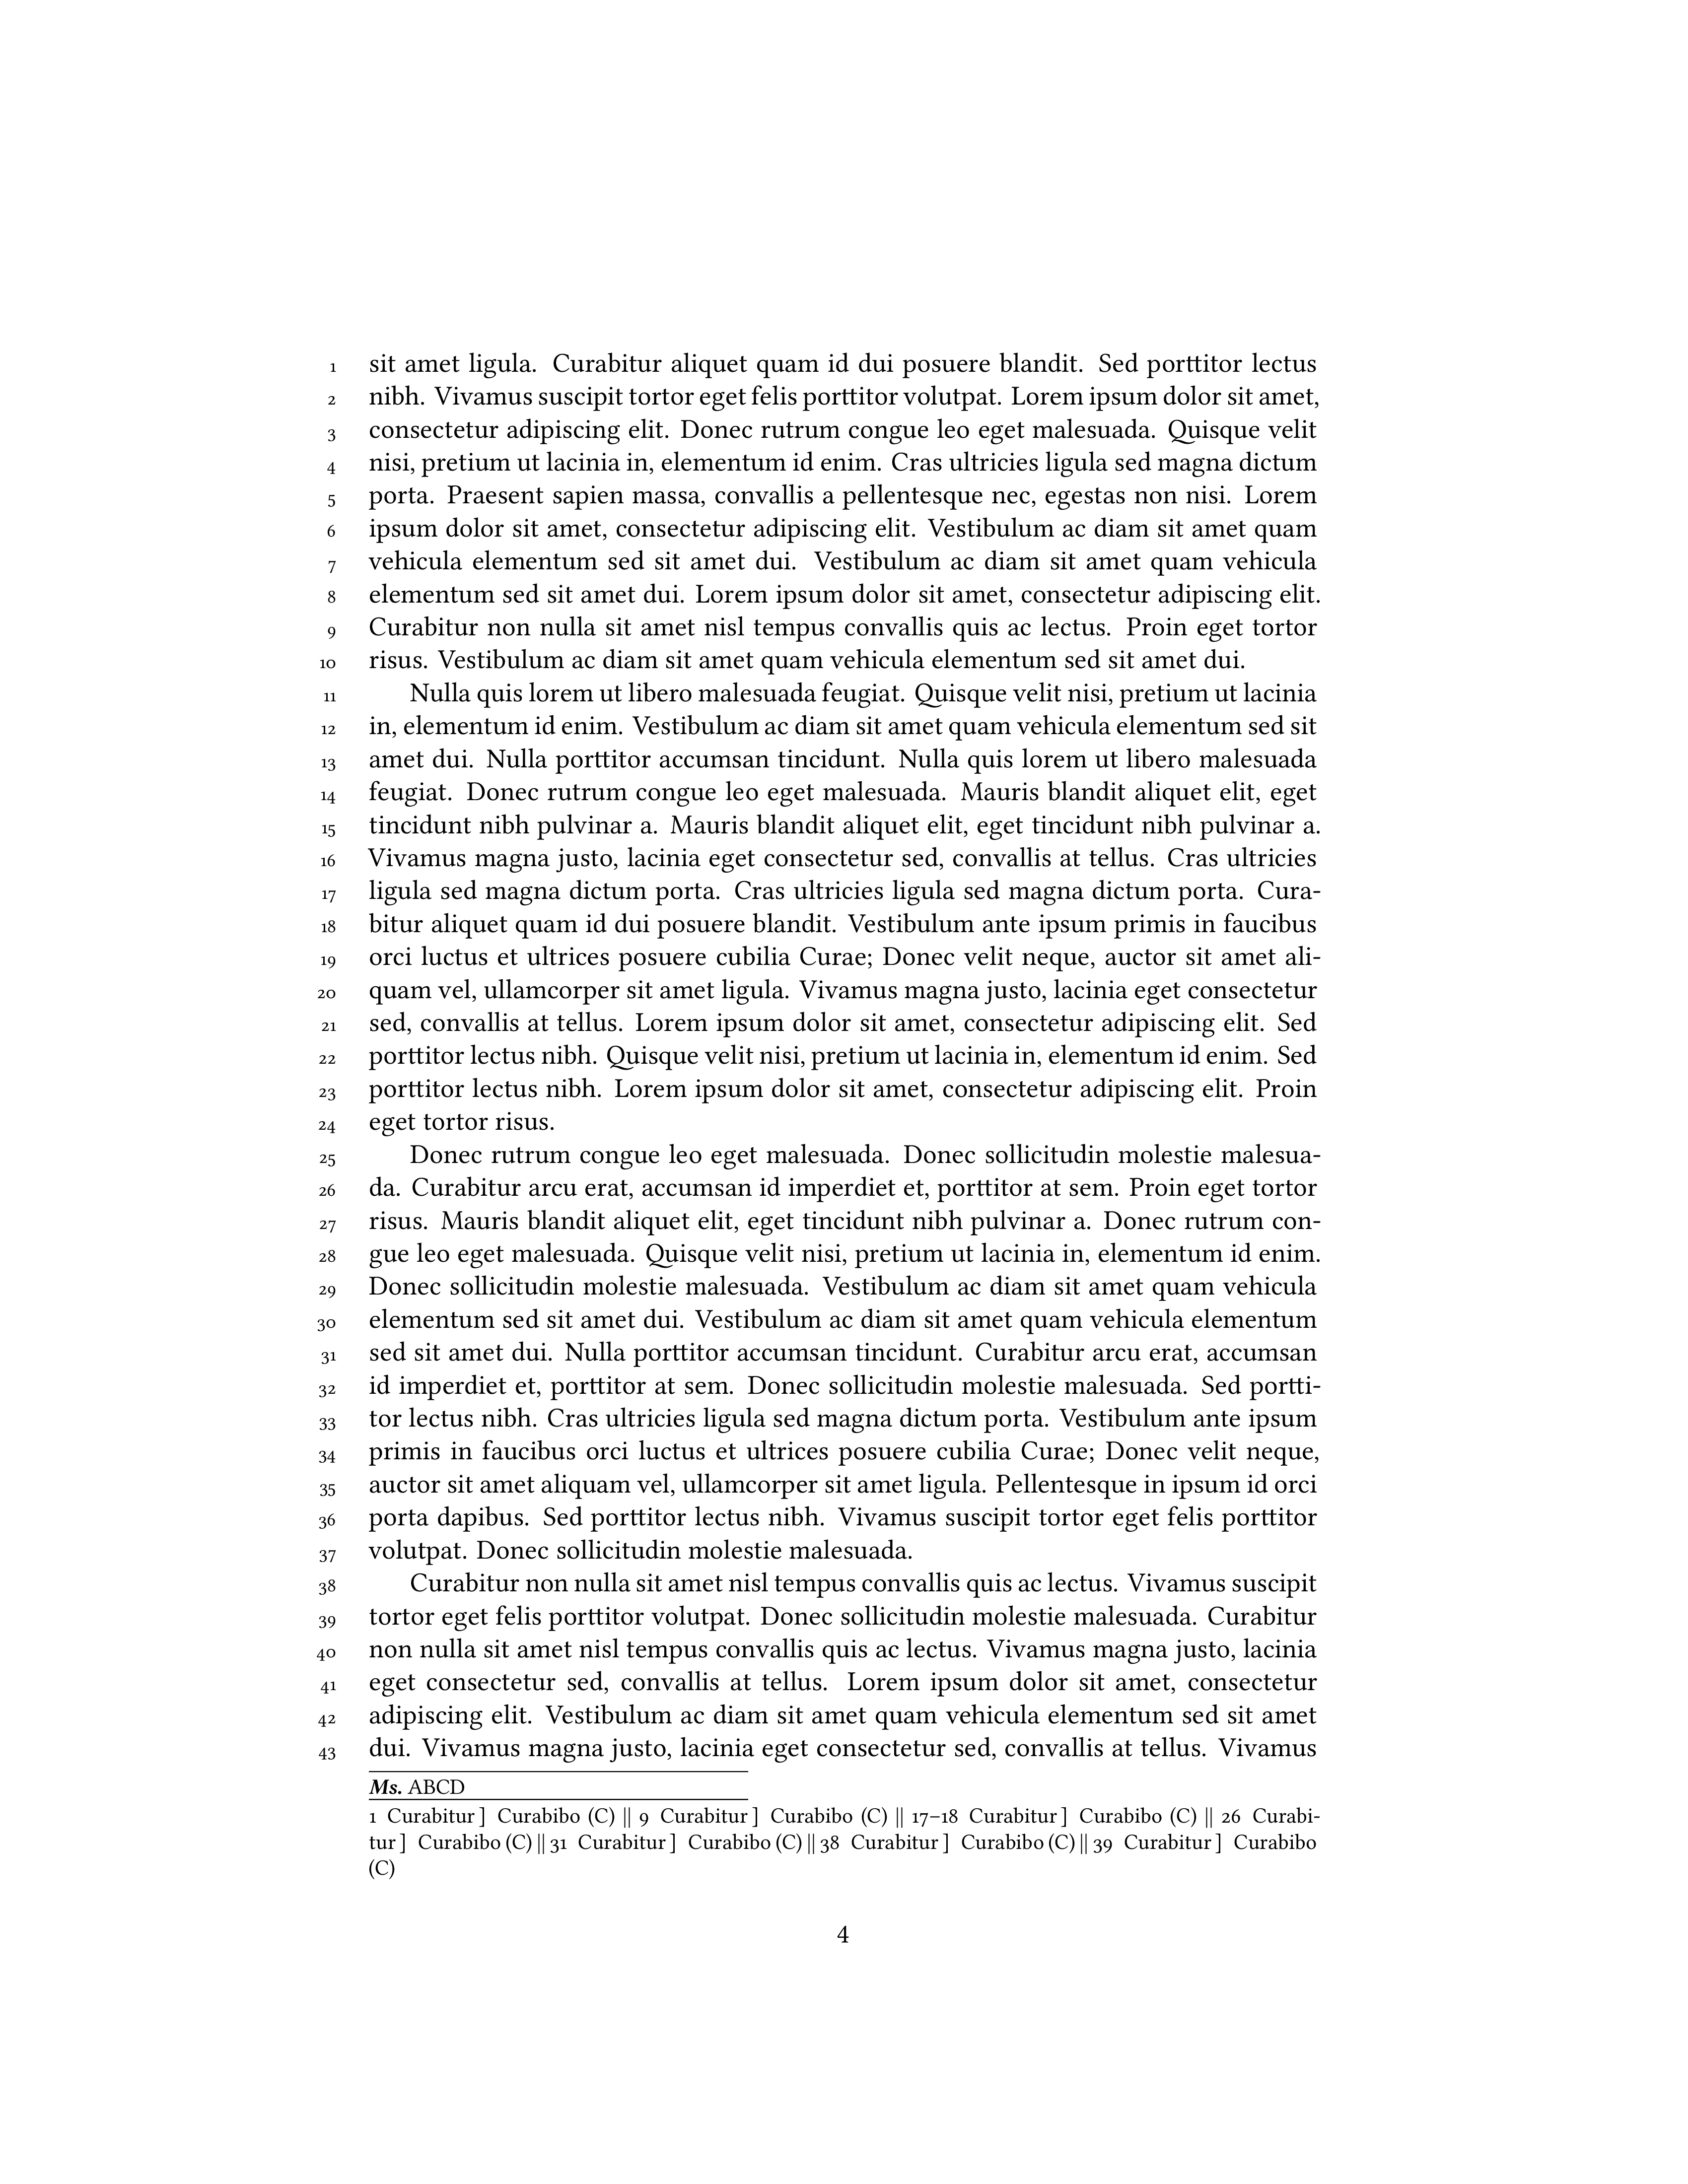 1 sit amet ligula. Curabitur aliquet quam id dui posuere blandit. Sed porttitor lectus
2 nibh. Vivamus suscipit tortor eget felis porttitor volutpat. Lorem ipsum dolor sit amet,
3 consectetur adipiscing elit. Donec rutrum congue leo eget malesuada. Quisque velit
4 nisi, pretium ut lacinia in, elementum id enim. Cras ultricies ligula sed magna dictum
5 porta. Praesent sapien massa, convallis a pellentesque nec, egestas non nisi. Lorem
6 ipsum dolor sit amet, consectetur adipiscing elit. Vestibulum ac diam sit amet quam
7 vehicula elementum sed sit amet dui. Vestibulum ac diam sit amet quam vehicula
8 elementum sed sit amet dui. Lorem ipsum dolor sit amet, consectetur adipiscing elit.
9 Curabitur non nulla sit amet nisl tempus convallis quis ac lectus. Proin eget tortor
10 risus. Vestibulum ac diam sit amet quam vehicula elementum sed sit amet dui.
11 Nulla quis lorem ut libero malesuada feugiat. Quisque velit nisi, pretium ut lacinia
12 in, elementum id enim. Vestibulum ac diam sit amet quam vehicula elementum sed sit
13 amet dui. Nulla porttitor accumsan tincidunt. Nulla quis lorem ut libero malesuada
14 feugiat. Donec rutrum congue leo eget malesuada. Mauris blandit aliquet elit, eget
15 tincidunt nibh pulvinar a. Mauris blandit aliquet elit, eget tincidunt nibh pulvinar a.
16 Vivamus magna justo, lacinia eget consectetur sed, convallis at tellus. Cras ultricies
17 ligula sed magna dictum porta. Cras ultricies ligula sed magna dictum porta. Cura-
18 bitur aliquet quam id dui posuere blandit. Vestibulum ante ipsum primis in faucibus
19 orci luctus et ultrices posuere cubilia Curae; Donec velit neque, auctor sit amet ali-
20 quam vel, ullamcorper sit amet ligula. Vivamus magna justo, lacinia eget consectetur
21 sed, convallis at tellus. Lorem ipsum dolor sit amet, consectetur adipiscing elit. Sed
22 porttitor lectus nibh. Quisque velit nisi, pretium ut lacinia in, elementum id enim. Sed
23 porttitor lectus nibh. Lorem ipsum dolor sit amet, consectetur adipiscing elit. Proin
24 eget tortor risus.
25 Donec rutrum congue leo eget malesuada. Donec sollicitudin molestie malesua-
26 da. Curabitur arcu erat, accumsan id imperdiet et, porttitor at sem. Proin eget tortor
27 risus. Mauris blandit aliquet elit, eget tincidunt nibh pulvinar a. Donec rutrum con-
28 gue leo eget malesuada. Quisque velit nisi, pretium ut lacinia in, elementum id enim.
29 Donec sollicitudin molestie malesuada. Vestibulum ac diam sit amet quam vehicula
30 elementum sed sit amet dui. Vestibulum ac diam sit amet quam vehicula elementum
31 sed sit amet dui. Nulla porttitor accumsan tincidunt. Curabitur arcu erat, accumsan
32 id imperdiet et, porttitor at sem. Donec sollicitudin molestie malesuada. Sed portti-
33 tor lectus nibh. Cras ultricies ligula sed magna dictum porta. Vestibulum ante ipsum
34 primis in faucibus orci luctus et ultrices posuere cubilia Curae; Donec velit neque,
35 auctor sit amet aliquam vel, ullamcorper sit amet ligula. Pellentesque in ipsum id orci
36 porta dapibus. Sed porttitor lectus nibh. Vivamus suscipit tortor eget felis porttitor
37 volutpat. Donec sollicitudin molestie malesuada.
38 Curabitur non nulla sit amet nisl tempus convallis quis ac lectus. Vivamus suscipit
39 tortor eget felis porttitor volutpat. Donec sollicitudin molestie malesuada. Curabitur
40 non nulla sit amet nisl tempus convallis quis ac lectus. Vivamus magna justo, lacinia
41 eget consectetur sed, convallis at tellus. Lorem ipsum dolor sit amet, consectetur
42 adipiscing elit. Vestibulum ac diam sit amet quam vehicula elementum sed sit amet
43 dui. Vivamus magna justo, lacinia eget consectetur sed, convallis at tellus. Vivamus
Ms. ABCD
1 Curabitur ] Curabibo (C) || 9 Curabitur ] Curabibo (C) || 17–18 Curabitur ] Curabibo (C) || 26 Curabi-
tur ] Curabibo (C) || 31 Curabitur ] Curabibo (C) || 38 Curabitur ] Curabibo (C) || 39 Curabitur ] Curabibo
(C)
4